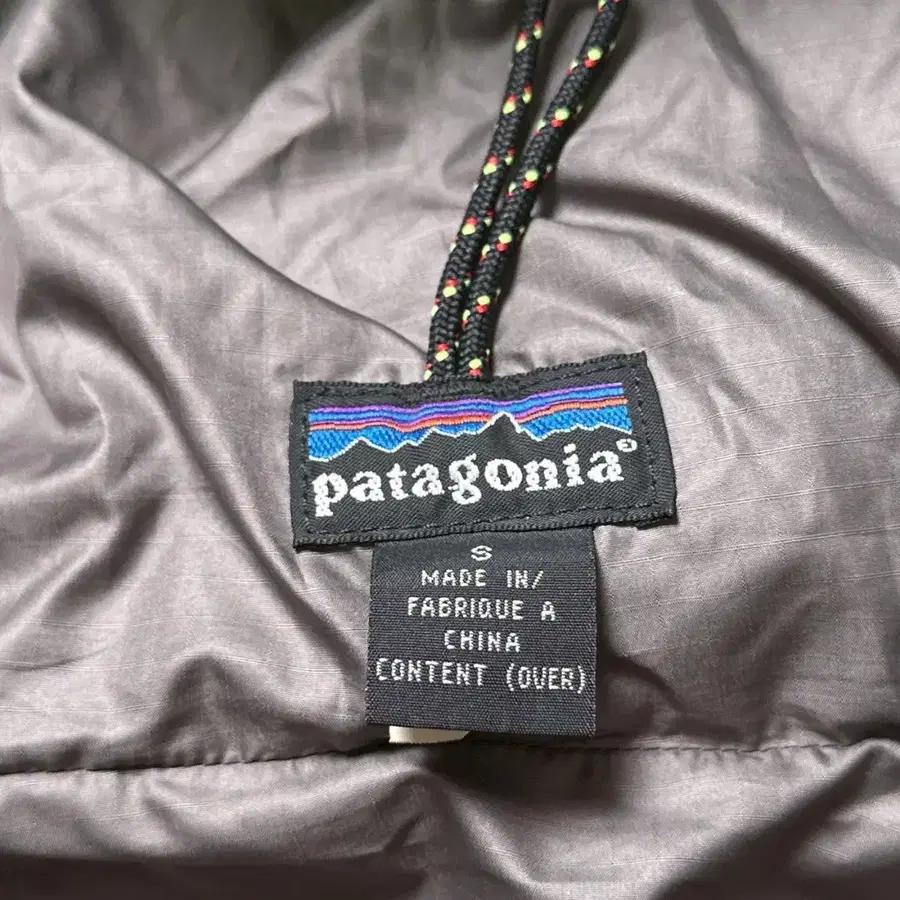 patagonia®
S
MADE IN/
FABRIQUE A
CHINA
CONTENT (OVER)